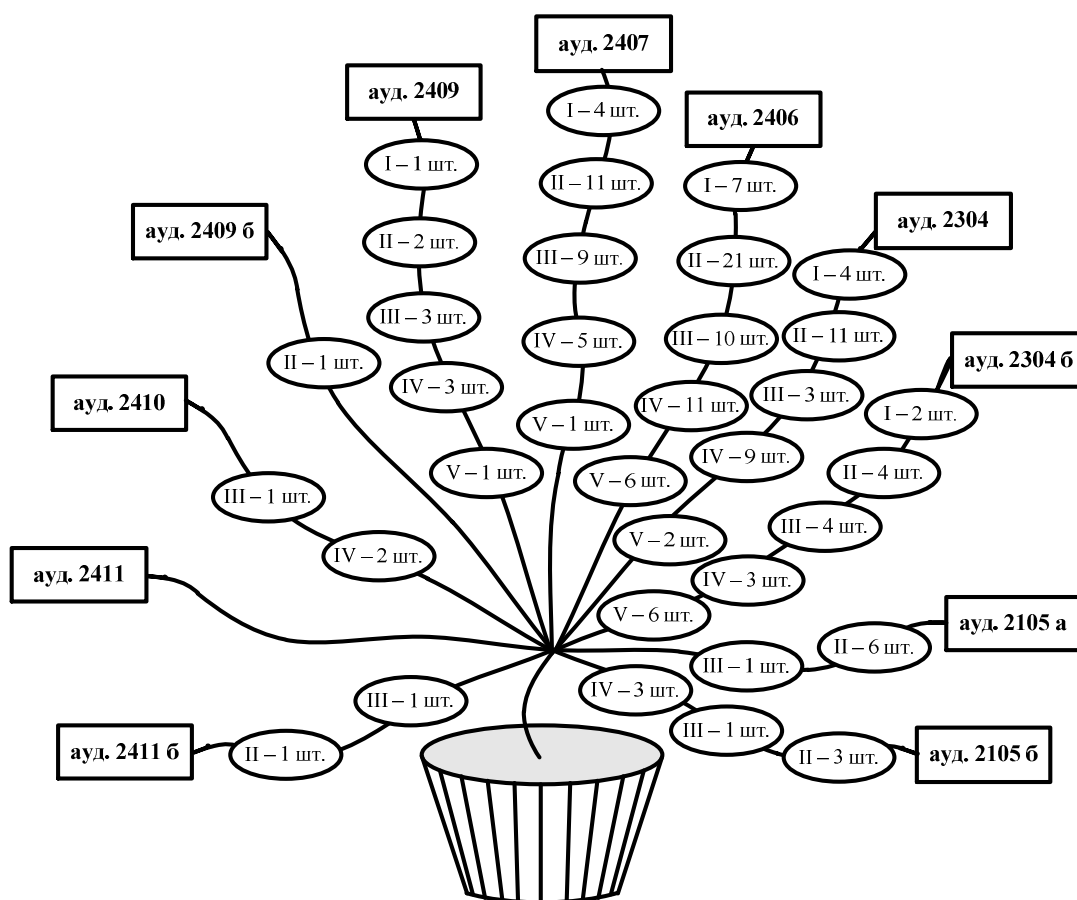 ауд. 2407
I – 4 шт.
II – 11 шт.
III – 9 шт.
IV – 5 шт.
V – 1 шт.
ауд. 2409
I – 1 шт.
II – 2 шт.
III – 3 шт.
IV – 3 шт.
V – 1 шт.
ауд. 2406
I – 7 шт.
II – 21 шт.
III – 10 шт.
IV – 11 шт.
V – 6 шт.
ауд. 2409 б
II – 1 шт.
ауд. 2304
I – 4 шт.
II – 11 шт.
III – 3 шт.
IV – 9 шт.
V – 2 шт.
ауд. 2304 б
I – 2 шт.
II – 4 шт.
III – 4 шт.
IV – 3 шт.
V – 6 шт.
ауд. 2410
III – 1 шт.
IV – 2 шт.
ауд. 2411
ауд. 2105 а
II – 6 шт.
III – 1 шт.
ауд. 2411 б
II – 1 шт.
III – 1 шт.
ауд. 2105 б
II – 3 шт.
III – 1 шт.
IV – 3 шт.